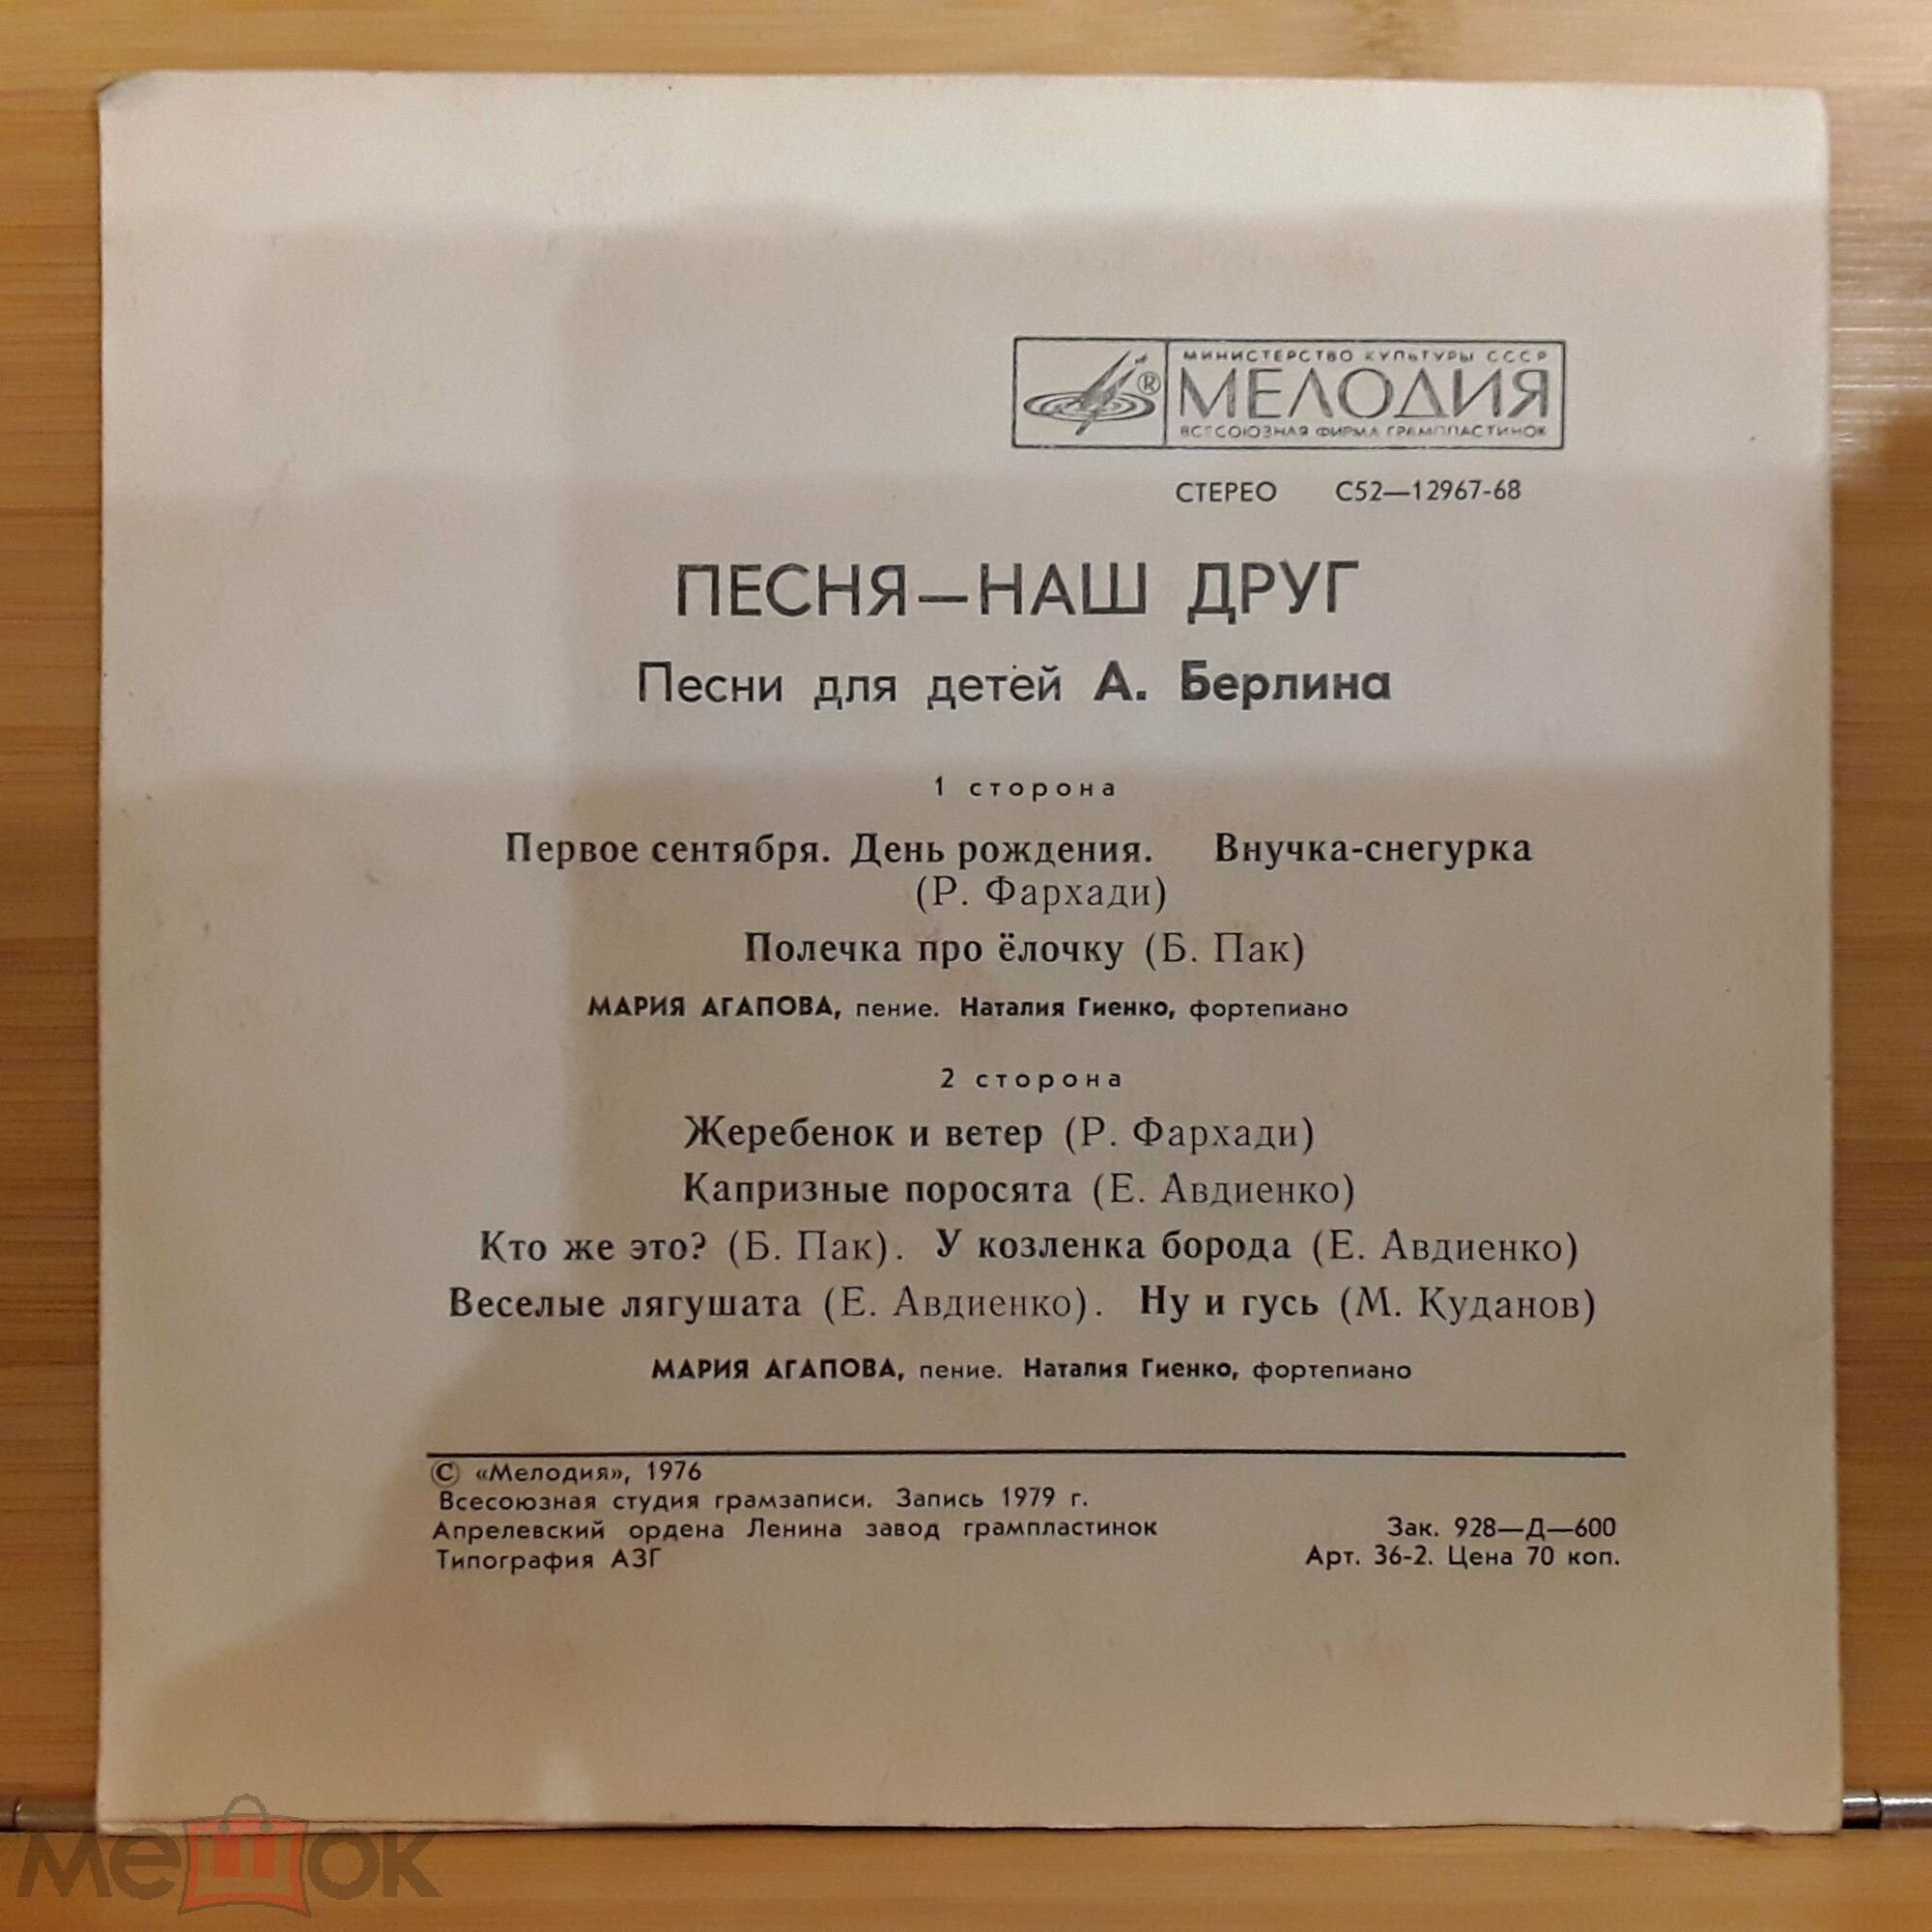 МИНИСТЕРСТВО КУЛЬТУРЫ СССР
МЕЛОДИЯ
ВСЕСОЮЗНАЯ ФИРМА ГРАМПЛАСТИНОК
®
СТЕРЕО С52—12967-68
ПЕСНЯ—НАШ ДРУГ
Песни для детей А. Берлина
1 сторона
Первое сентября. День рождения. Внучка-снегурка
(Р. Фархади)
Полечка про ёлочку (Б. Пак)
МАРИЯ АГАПОВА, пение. Наталия Гиенко, фортепиано
2 сторона
Жеребенок и ветер (Р. Фархади)
Капризные поросята (Е. Авдиенко)
Кто же это? (Б. Пак). У козленка борода (Е. Авдиенко)
Веселые лягушата (Е. Авдиенко). Ну и гусь (М. Куданов)
МАРИЯ АГАПОВА, пение. Наталия Гиенко, фортепиано
© «Мелодия», 1976
Всесоюзная студия грамзаписи. Запись 1979 г.
Апрелевский ордена Ленина завод грампластинок
Типография АЗГ
Зак. 928—Д—600
Арт. 36-2. Цена 70 коп.
мешок